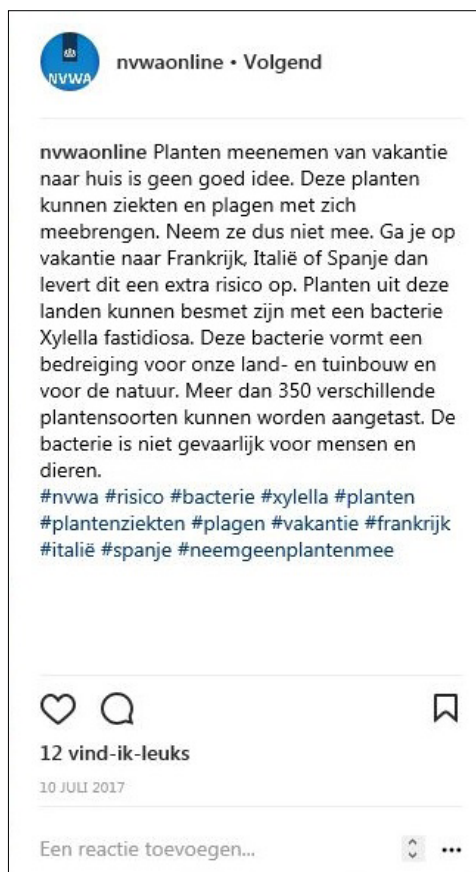 NVWA
nvwaonline • Volgend
nvwaonline Planten meenemen van vakantie
naar huis is geen goed idee. Deze planten
kunnen ziekten en plagen met zich
meebrengen. Neem ze dus niet mee. Ga je op
vakantie naar Frankrijk, Italië of Spanje dan
levert dit een extra risico op. Planten uit deze
landen kunnen besmet zijn met een bacterie
Xylella fastidiosa. Deze bacterie vormt een
bedreiging voor onze land- en tuinbouw en
voor de natuur. Meer dan 350 verschillende
plantensoorten kunnen worden aangetast. De
bacterie is niet gevaarlijk voor mensen en
dieren.
#nvwa #risico #bacterie #xylella #planten
#plantenziekten #plagen #vakantie #frankrijk
#italië #spanje #neemgeenplantenmee
12 vind-ik-leuks
10 JULI 2017
Een reactie toevoegen...